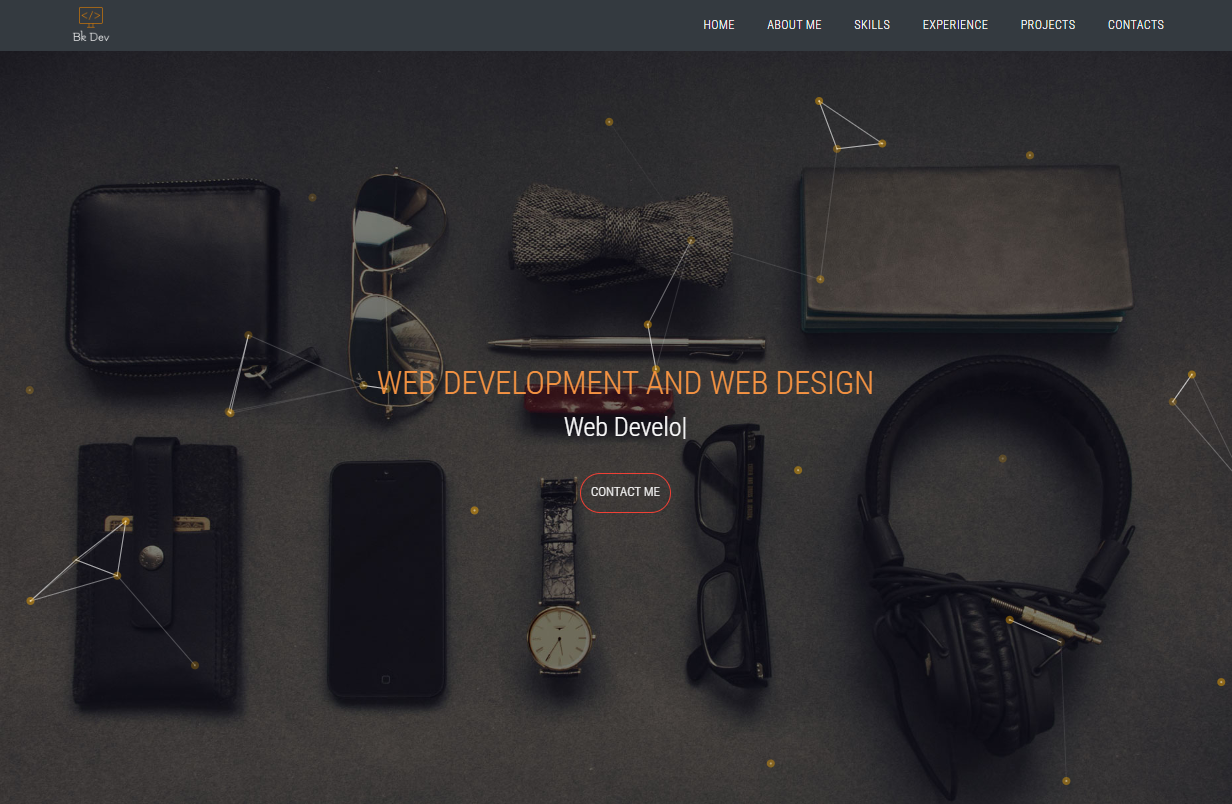 </>
Bk Dev
HOME ABOUT ME SKILLS EXPERIENCE PROJECTS CONTACTS
WEB DEVELOPMENT AND WEB DESIGN
Web Develo|
CONTACT ME